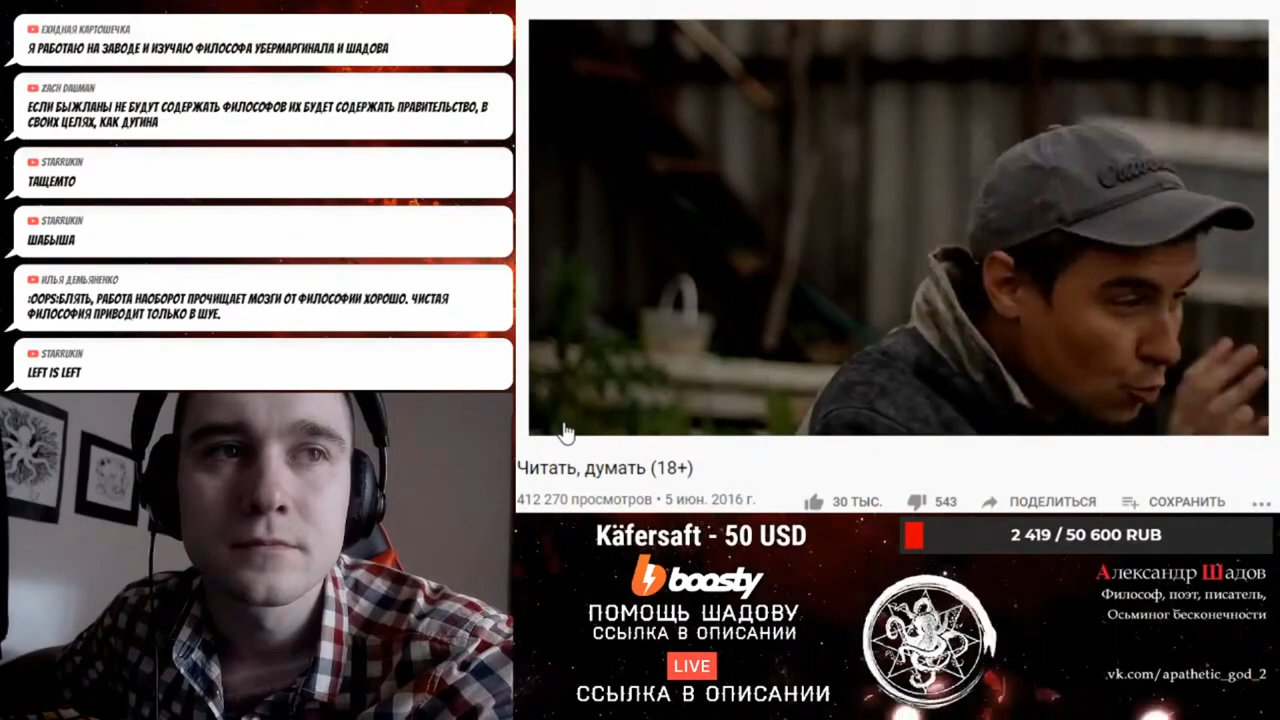 ЕХИДНАЯ КАРТОШЕЧКА
Я РАБОТАЮ НА ЗАВОДЕ И ИЗУЧАЮ ФИЛОСОФА УБЕРМАРГИНАЛА И ШАДОВА
ZACH DAUMAN
ЕСЛИ БЫЖЛАНЫ НЕ БУДУТ СОДЕРЖАТЬ ФИЛОСОФОВ ИХ БУДЕТ СОДЕРЖАТЬ ПРАВИТЕЛЬСТВО, В
СВОИХ ЦЕЛЯХ, КАК ДУГИНА
STARRUKIN
ТАЩЕМТО
STARRUKIN
ШАБЫША
ИЛЬЯ ДЕМЬЯНЕНКО
:OOPS:БЛЯТЬ, РАБОТА НАОБОРОТ ПРОЧИЩАЕТ МОЗГИ ОТ ФИЛОСОФИИ ХОРОШО. ЧИСТАЯ
ФИЛОСОФИЯ ПРИВОДИТ ТОЛЬКО В ШУЕ.
STARRUKIN
LEFT IS LEFT
Читать, думать (18+)
412 270 просмотров • 5 июн. 2016 г.
30 ТЫС.
543
ПОДЕЛИТЬСЯ
СОХРАНИТЬ
Käfersaft - 50 USD
boosty
ПОМОЩЬ ШАДОВУ
ССЫЛКА В ОПИСАНИИ
LIVE
ССЫЛКА В ОПИСАНИИ
2 419 / 50 600 RUB
Александр Шадов
Философ, поэт, писатель,
Осьминог бесконечности
vk.com/apathetic_god_2